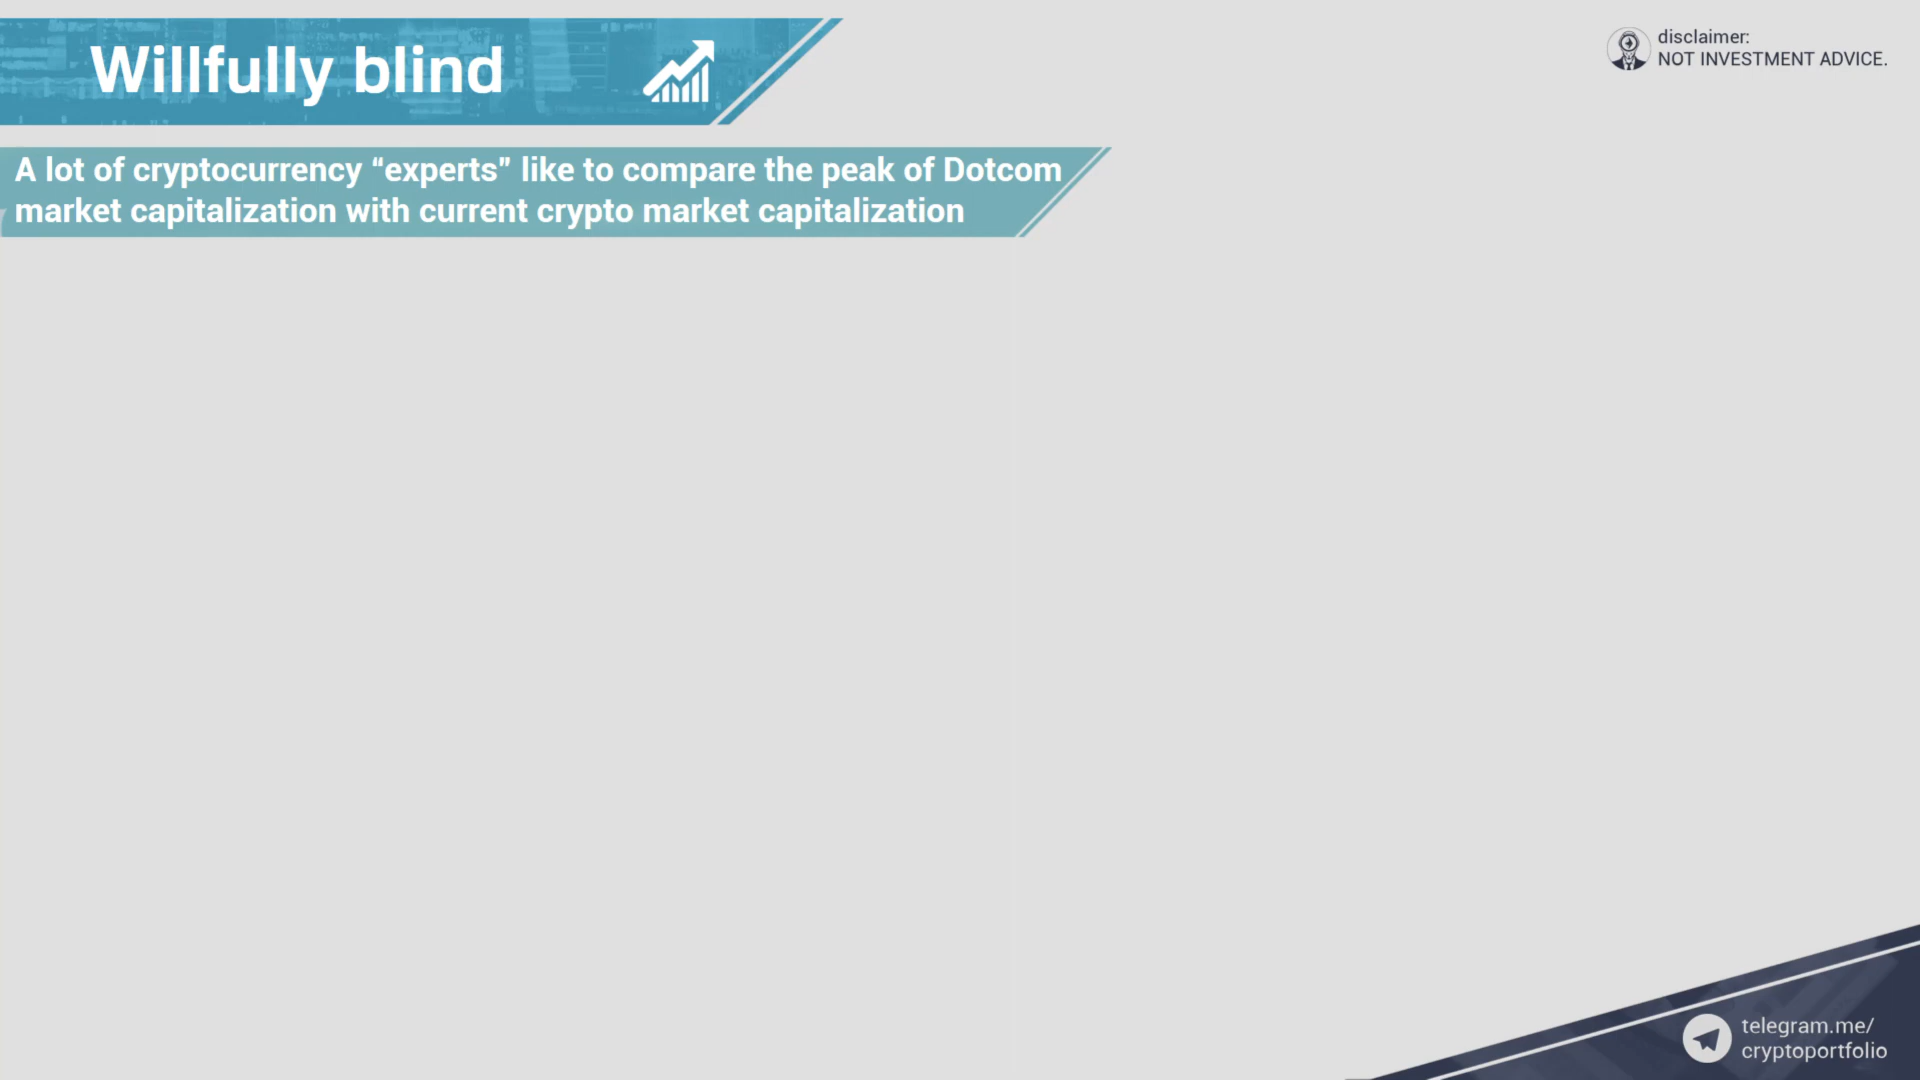 Willfully blind
disclaimer:
NOT INVESTMENT ADVICE.
A lot of cryptocurrency “experts” like to compare the peak of Dotcom
market capitalization with current crypto market capitalization
telegram.me/
cryptoportfolio